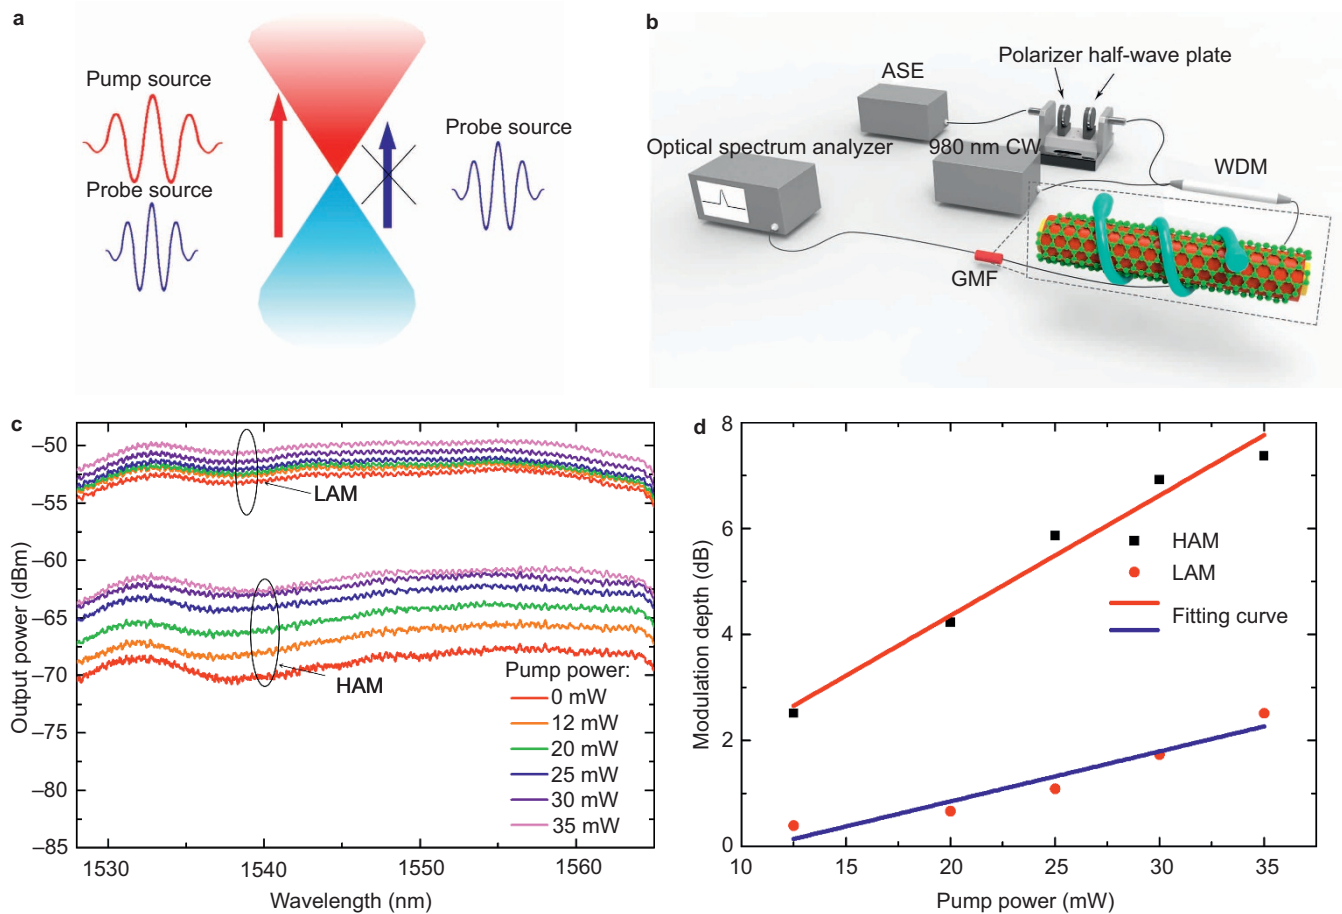 a
Pump source
Probe source
Probe source
b
Polarizer half-wave plate
ASE
Optical spectrum analyzer
980 nm CW
WDM
GMF
c
Output power (dBm)
–50
–55
–60
–65
–70
–75
–80
–85
LAM
HAM
Pump power:
0 mW
12 mW
20 mW
25 mW
30 mW
35 mW
1530
1540
1550
1560
Wavelength (nm)
d
Modulation depth (dB)
8
6
4
2
0
HAM
LAM
Fitting curve
10
15
20
25
30
35
Pump power (mW)